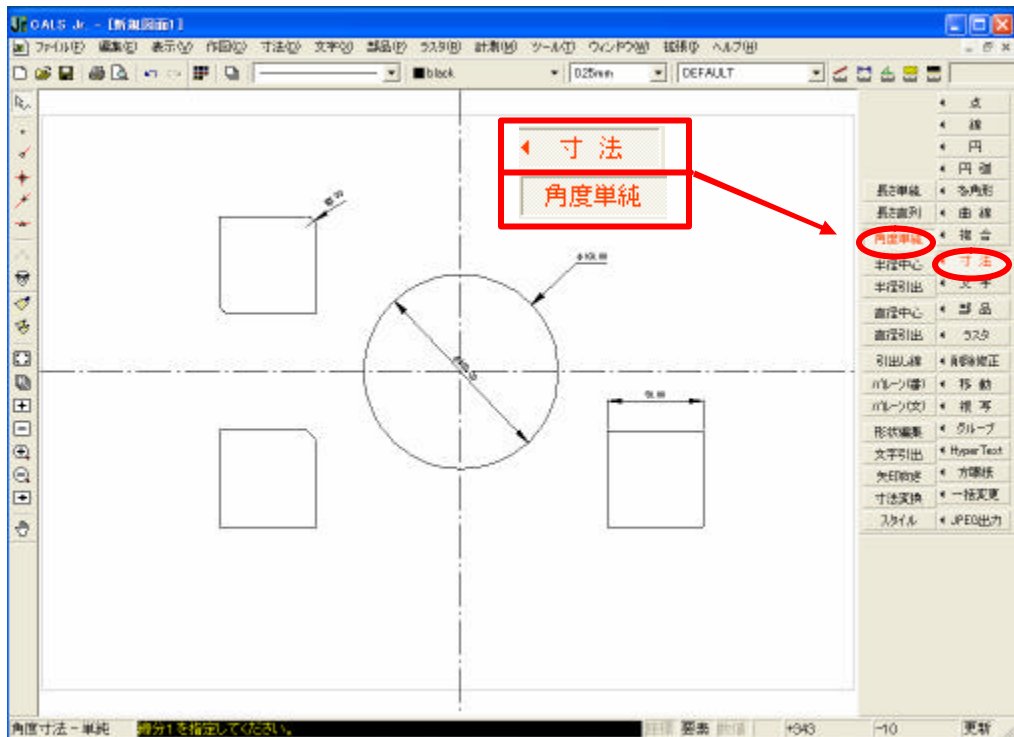 CALS Jr. - [新規図面1]
ファイル(F) 編集(E) 表示(V) 作図(C) 寸法(D) 文字(X) 部品(P) ラスタ(R) 計測(M) ツール(T) ウィンドウ(W) 拡張(I) ヘルプ(H)
black 0.25mm DEFAULT
寸 法
角度単純
点
線
円
円 弧
長さ単純 多角形
長さ直列 曲 線
角度単純 複 合
半径中心 寸 法
半径引出 文 字
直径中心 部 品
直径引出 ラスタ
引出し線 削除修正
バルーン(番) 移 動
バルーン(文) 複 写
形状編集 グループ
文字引出 HyperText
矢印向き 方眼紙
寸法変換 一括変更
スタイル JPEG出力
角度寸法 - 単純 線分1を指定してください。 要素 数値 +343 -10 更新